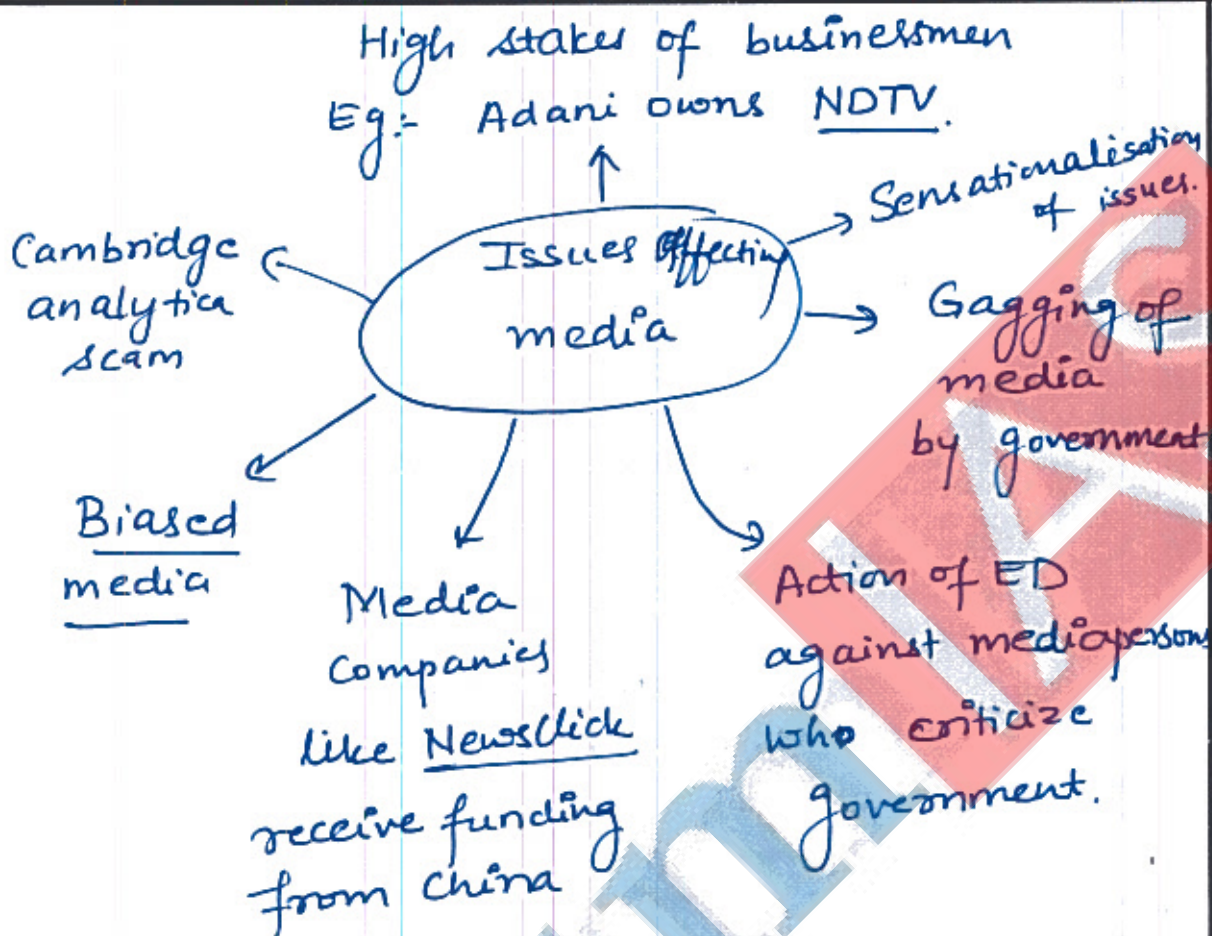 High stakes of businessmen
Eg:- Adani owns NDTV.
Sensationalisation
of issues.
Cambridge
analytica
scam
Issues Affecting
media
Gagging of
media
by government
Biased
media
Media
Companies
like Newsclick
receive funding
from China
Action of ED
against mediapersons
who criticize
government.